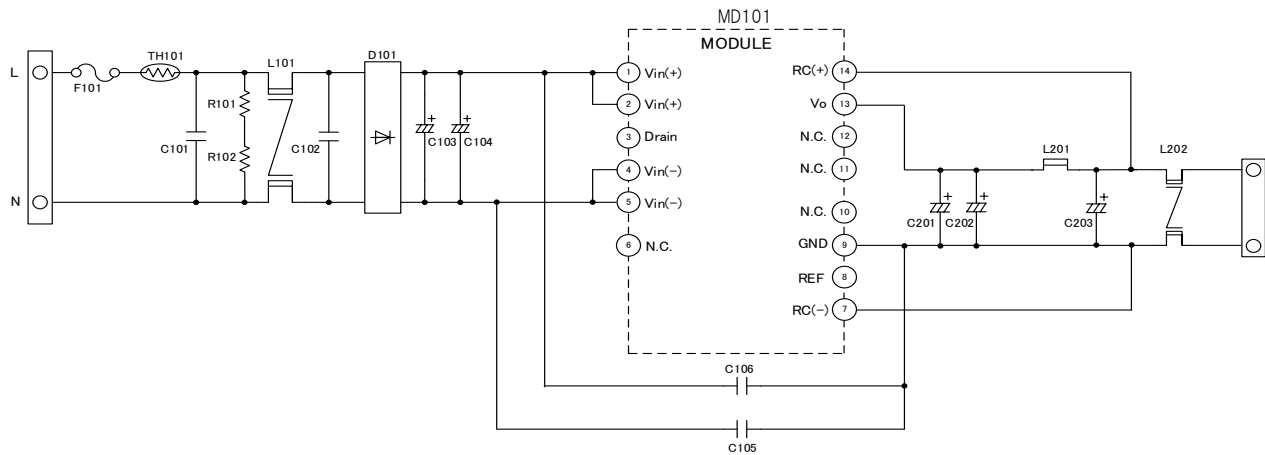 MD101
MODULE
L
F101
TH101
C101
R101
R102
L101
C102
D101
C103
C104
1 Vin(+)
2 Vin(+)
3 Drain
4 Vin(-)
5 Vin(-)
6 N.C.
RC(+) 14
Vo 13
N.C. 12
N.C. 11
N.C. 10
GND 9
REF 8
RC(-) 7
C201
C202
L201
C203
L202
N
C106
C105
+
+
+
+
+